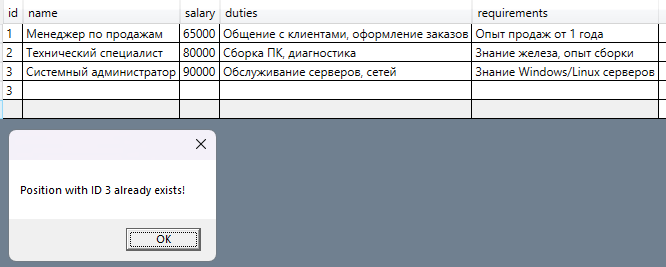 id name salary duties requirements
1 Менеджер по продажам 65000 Общение с клиентами, оформление заказов Опыт продаж от 1 года
2 Технический специалист 80000 Сборка ПК, диагностика Знание железа, опыт сборки
3 Системный администратор 90000 Обслуживание серверов, сетей Знание Windows/Linux серверов
3
Position with ID 3 already exists!
OK